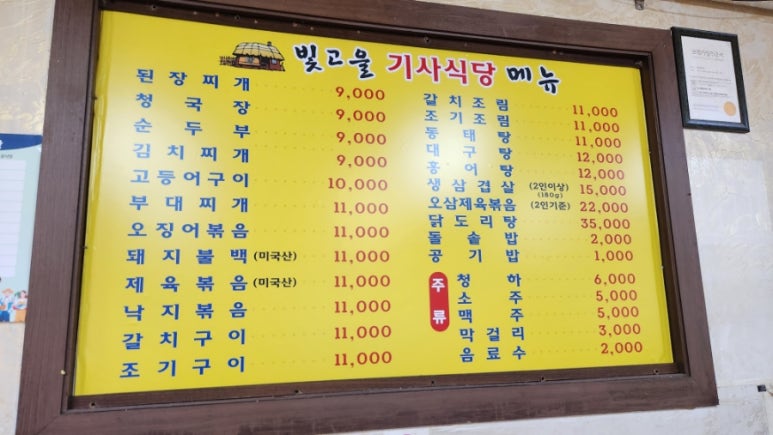 빛고을 기사식당 메뉴
된장찌개 9,000
청국장 9,000
순두부 9,000
김치찌개 9,000
고등어구이 10,000
부대찌개 11,000
오징어볶음 11,000
돼지불백 (미국산) 11,000
제육볶음 (미국산) 11,000
낙지볶음 11,000
갈치구이 11,000
조기구이 11,000
갈치조림 11,000
조기조림 11,000
동태탕 11,000
대구탕 12,000
홍어탕 12,000
생삼겹살 (2인이상) (180g) 15,000
오삼제육볶음 (2인기준) 22,000
닭도리탕 35,000
돌솥밥 2,000
공기밥 1,000
주류
청하 6,000
소주 5,000
맥주 5,000
막걸리 3,000
음료수 2,000